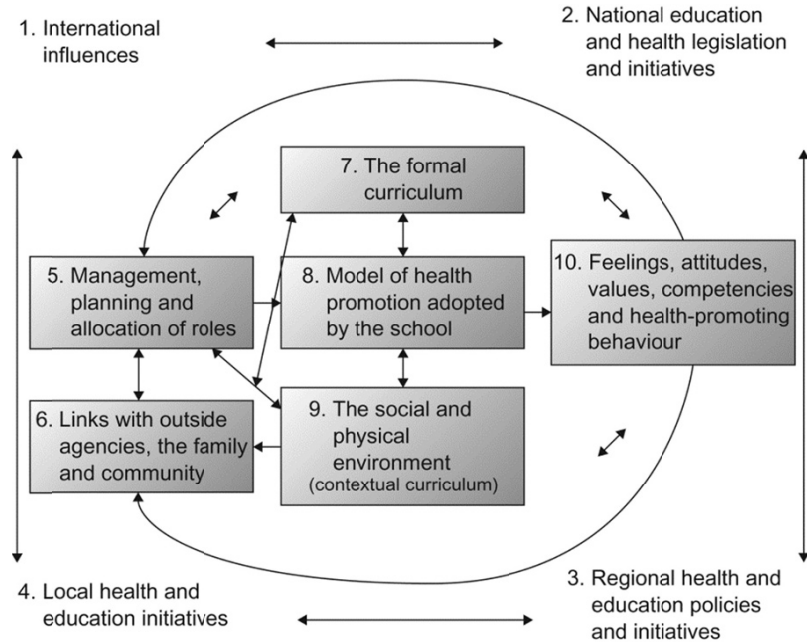 1. International
influences
2. National education
and health legislation
and initiatives
7. The formal
curriculum
5. Management,
planning and
allocation of roles
8. Model of health
promotion adopted
by the school
10. Feelings, attitudes,
values, competencies
and health-promoting
behaviour
6. Links with outside
agencies, the family
and community
9. The social and
physical
environment
(contextual curriculum)
4. Local health and
education initiatives
3. Regional health and
education policies
and initiatives